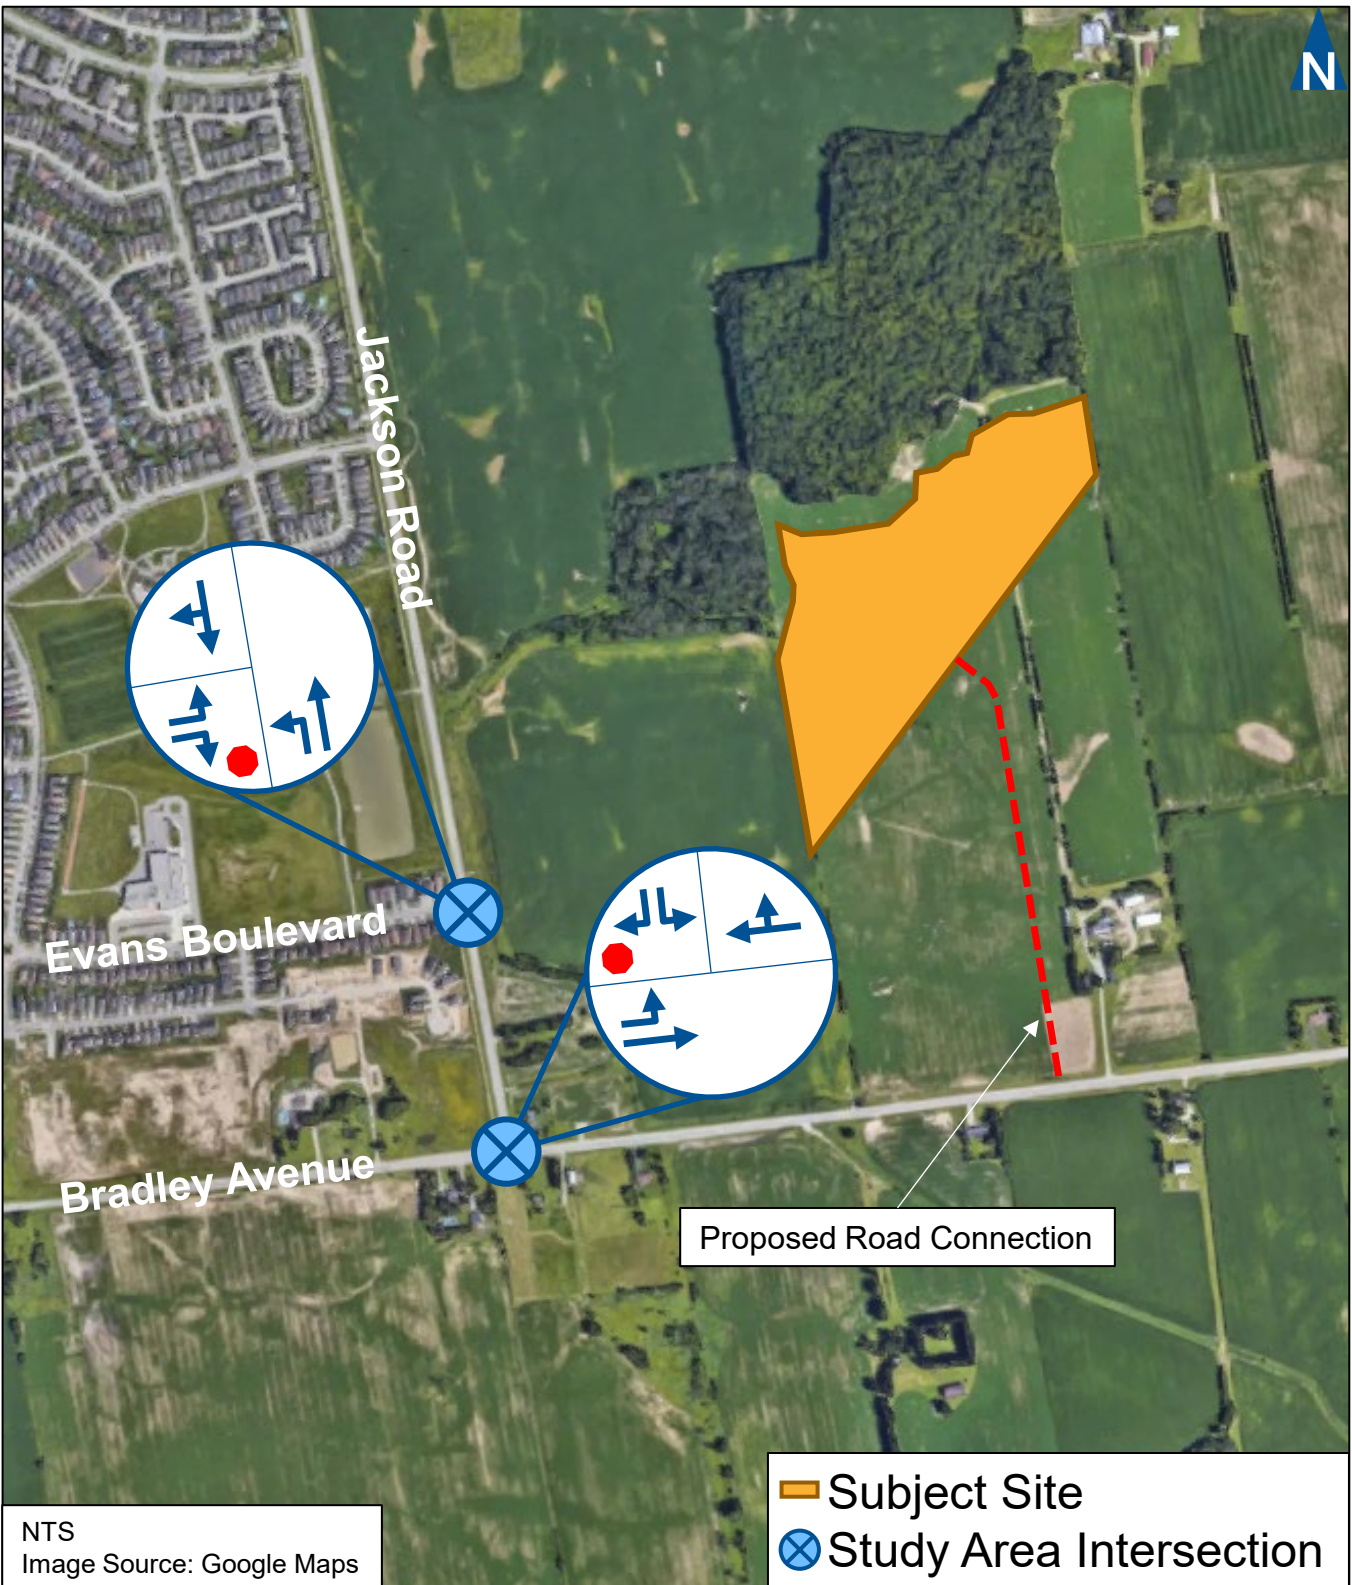 N
Jackson Road
Evans Boulevard
Bradley Avenue
Proposed Road Connection
Subject Site
Study Area Intersection
NTS
Image Source: Google Maps